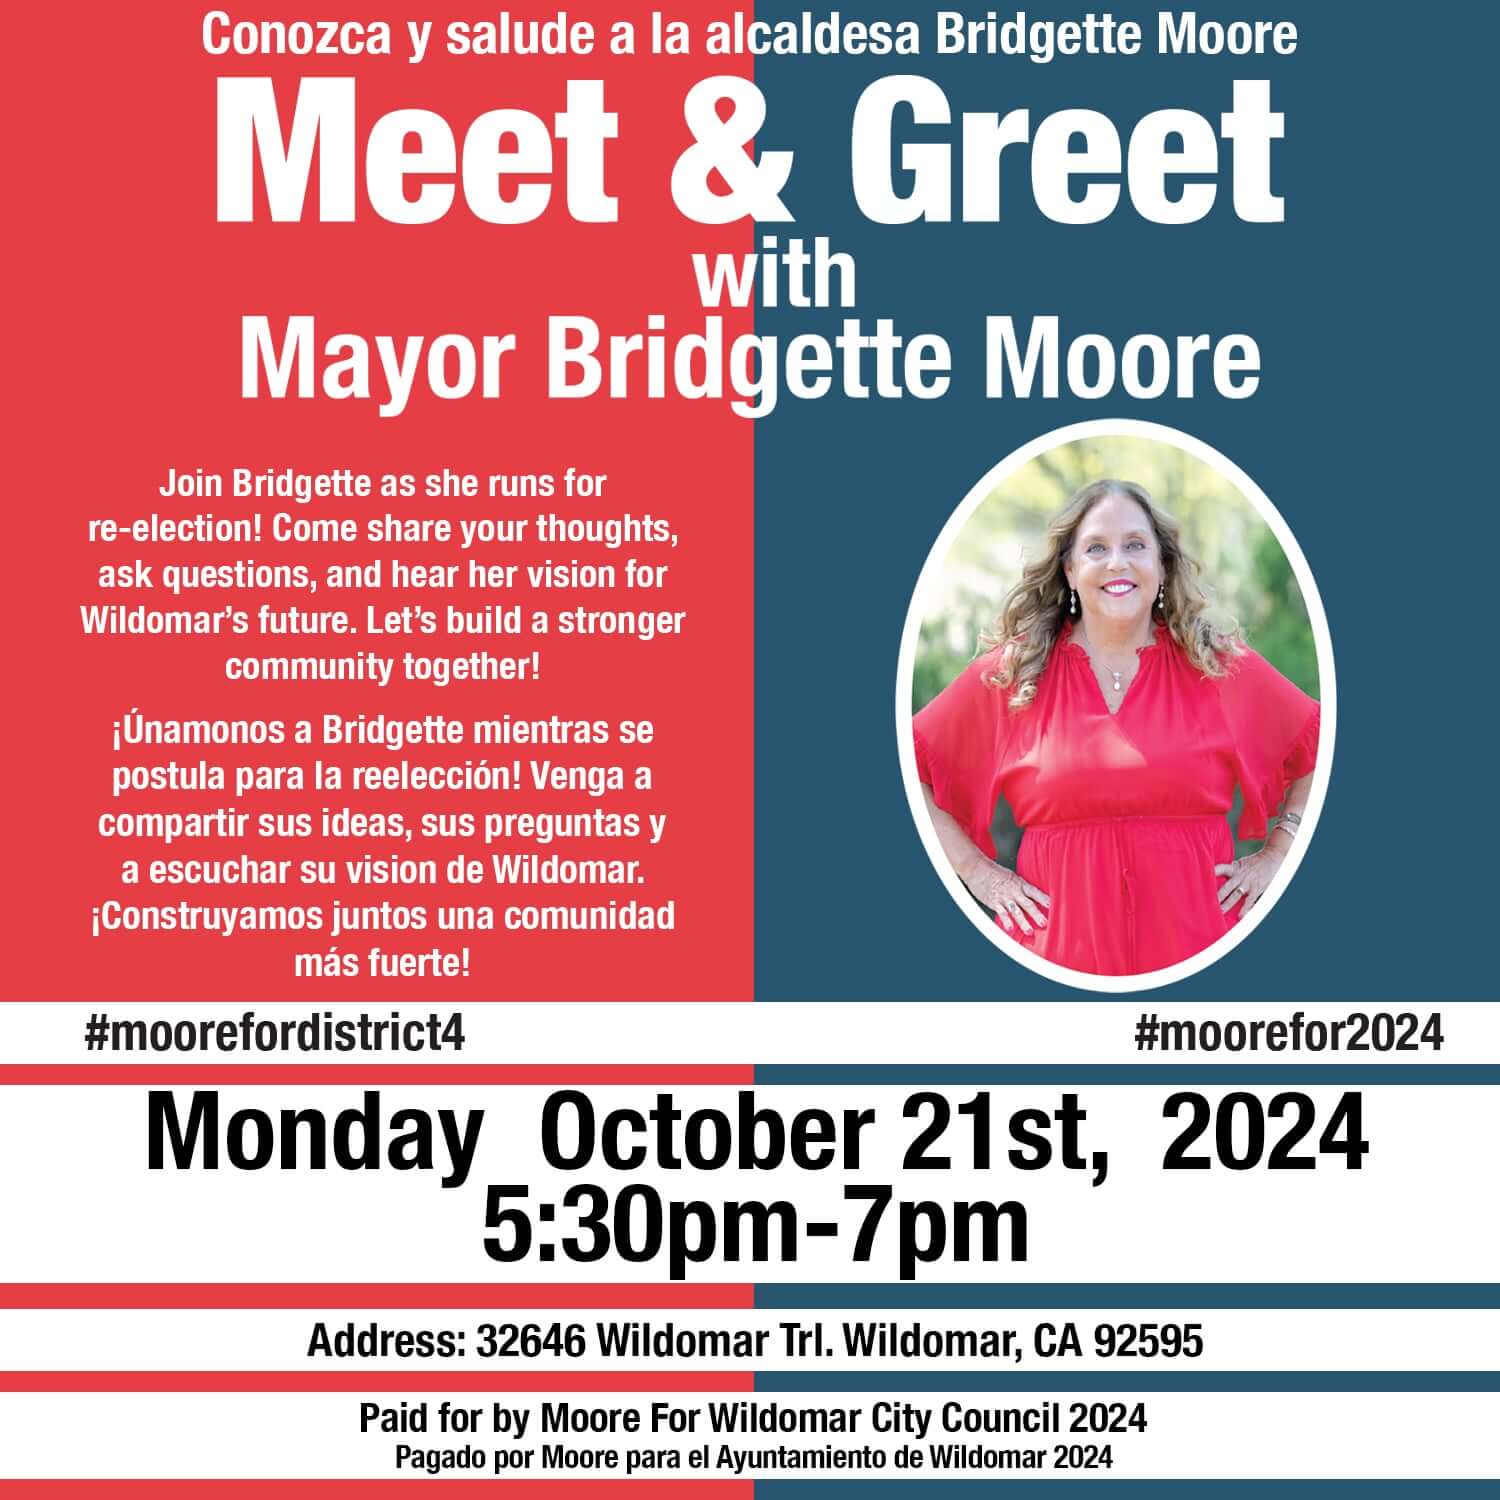 Conozca y salude a la alcaldesa Bridgette Moore
Meet & Greet
with
Mayor Bridgette Moore
Join Bridgette as she runs for
re-election! Come share your thoughts,
ask questions, and hear her vision for
Wildomar’s future. Let’s build a stronger
community together!
¡Únamonos a Bridgette mientras se
postula para la reelección! Venga a
compartir sus ideas, sus preguntas y
a escuchar su vision de Wildomar.
¡Construyamos juntos una comunidad
más fuerte!
#moorefordistrict4
#moorefor2024
Monday October 21st, 2024
5:30pm-7pm
Address: 32646 Wildomar Trl. Wildomar, CA 92595
Paid for by Moore For Wildomar City Council 2024
Pagado por Moore para el Ayuntamiento de Wildomar 2024